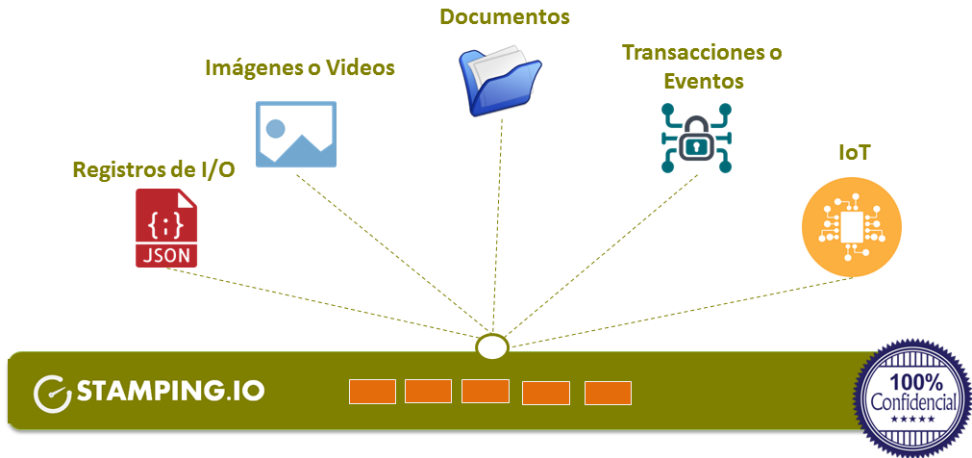 Documentos
Imágenes o Videos
Transacciones o
Eventos
Registros de I/O
IoT
{;}
JSON
STAMPING.IO
100%
Confidencial